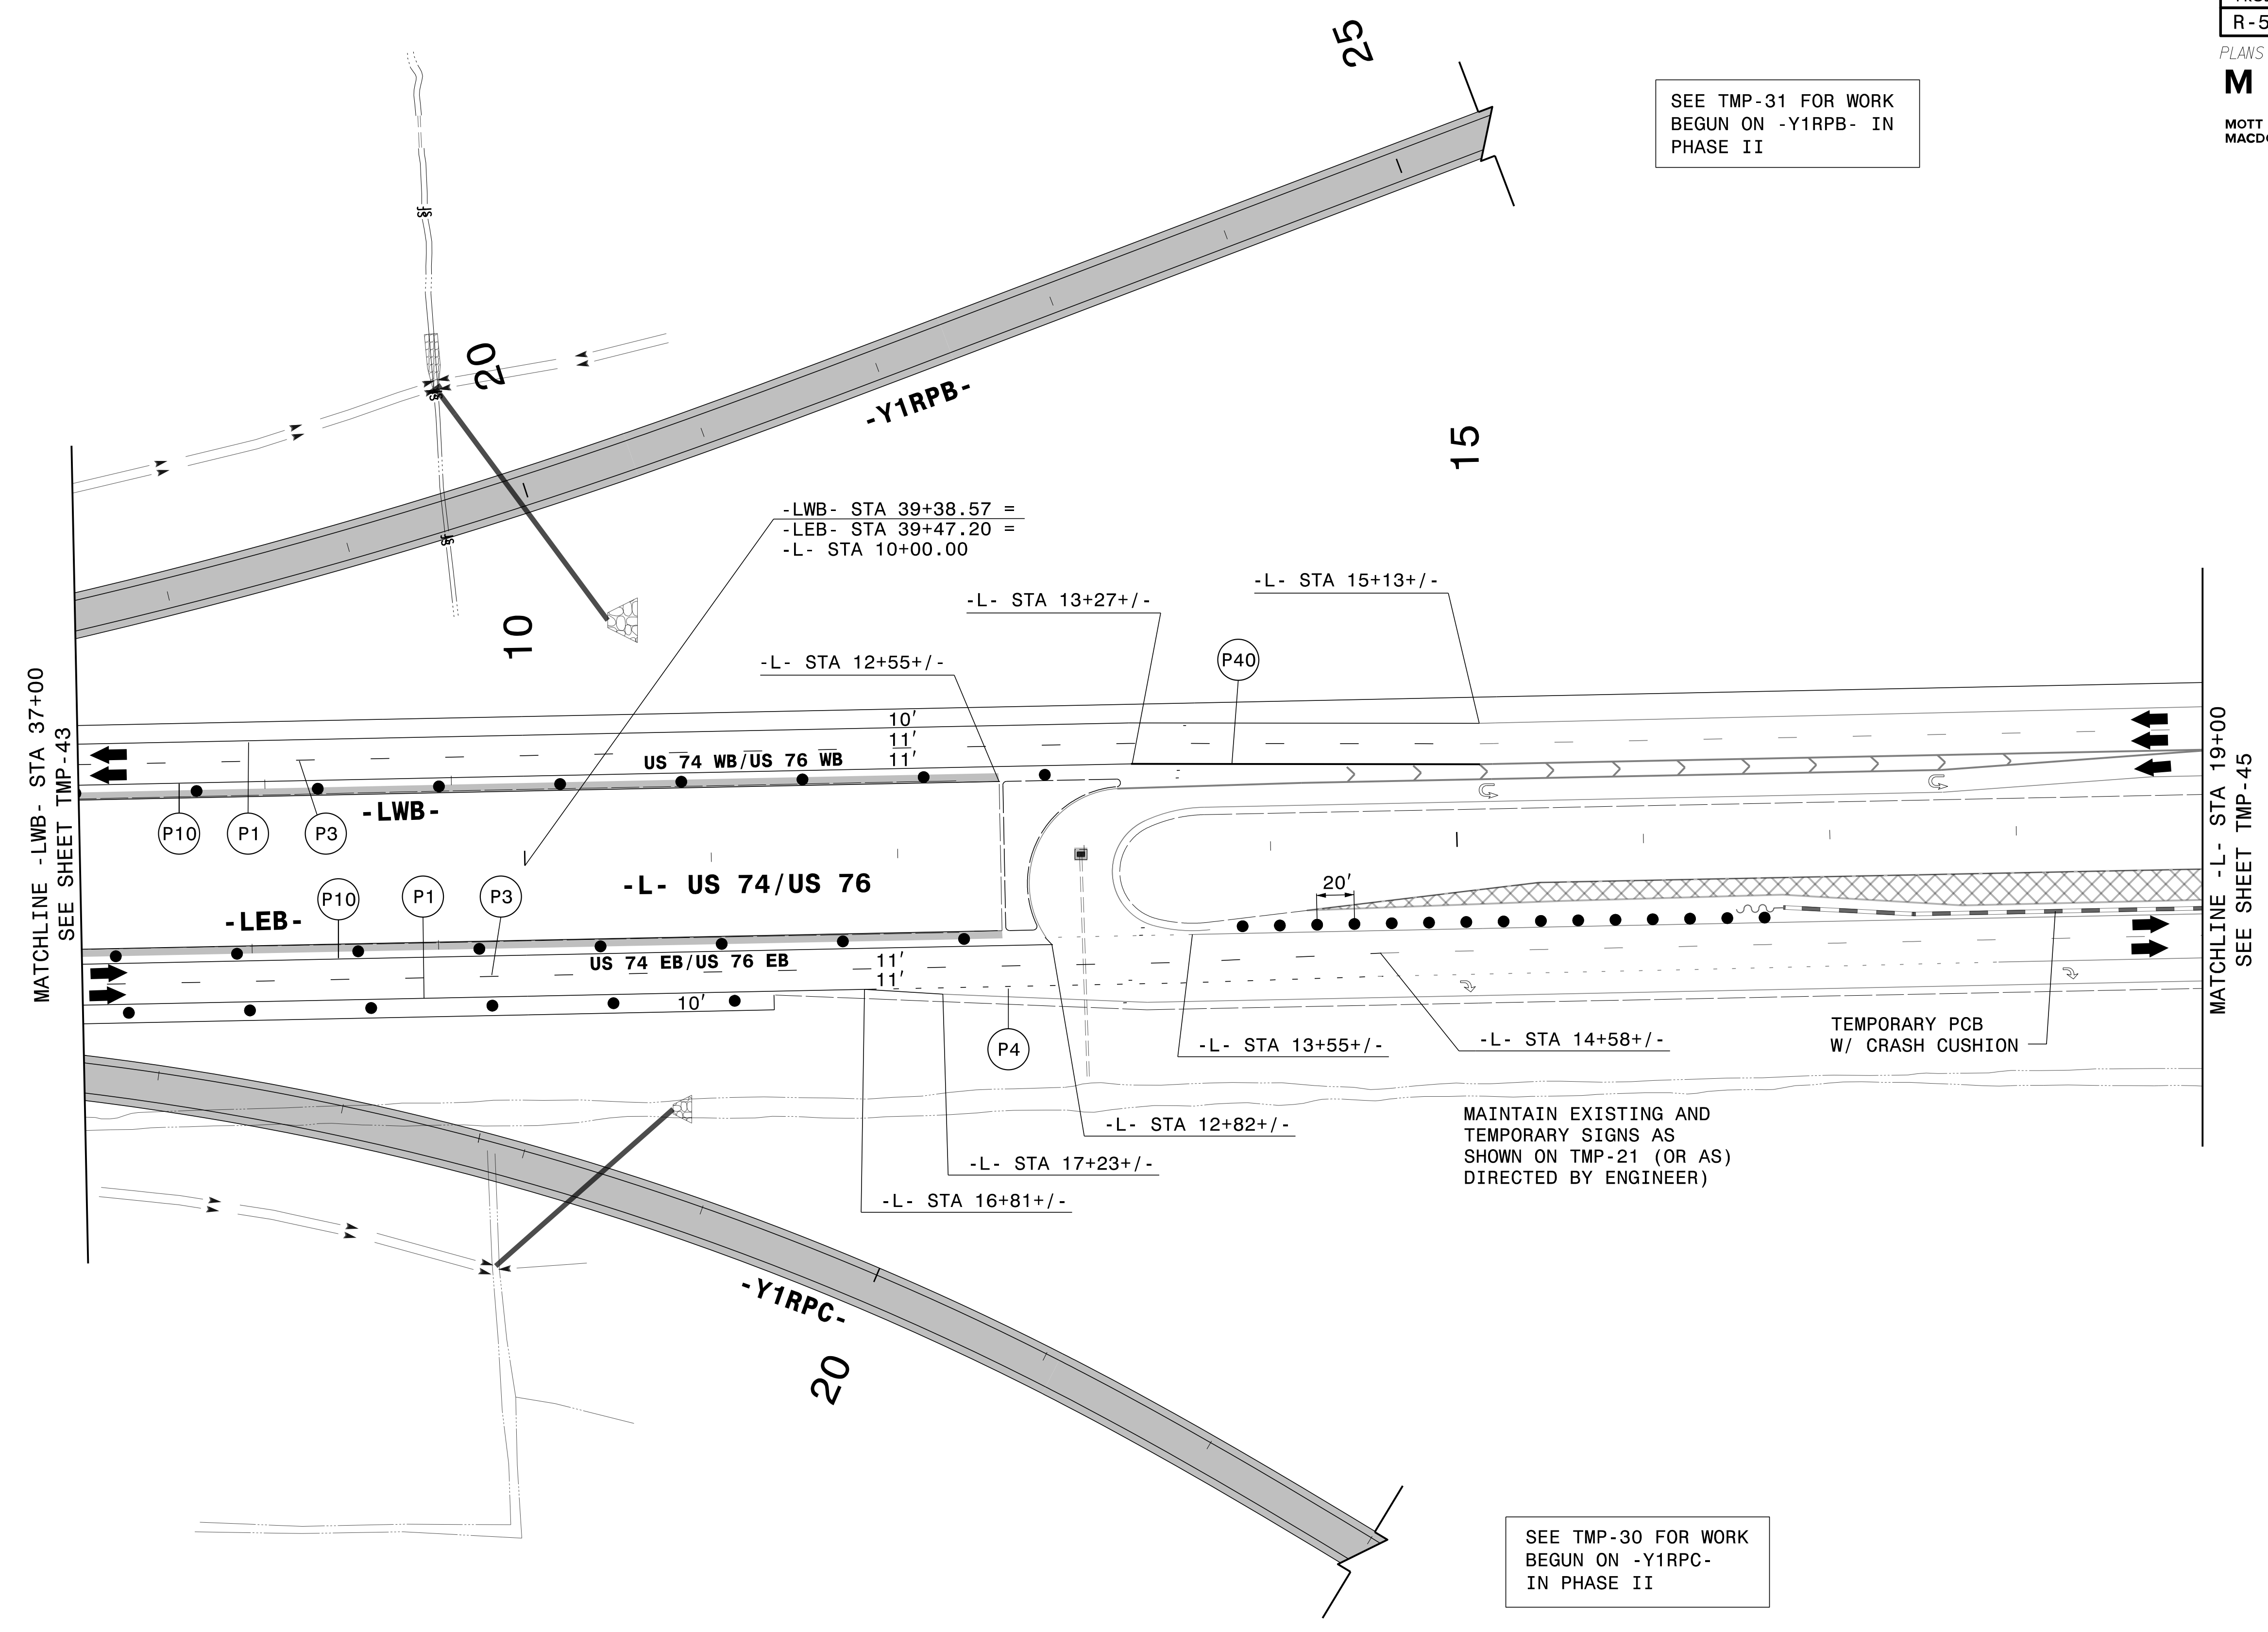 R-5
PLANS
M
MOTT
25
SEE TMP-31 FOR WORK
BEGUN ON -Y1RPB- IN
PHASE II
SF
SF
20
-Y1RPB-
15
-LWB- STA 39+38.57 =
-LEB- STA 39+47.20 =
-L- STA 10+00.00
-L- STA 15+13+/-
-L- STA 13+27+/-
10
-L- STA 12+55+/-
P40
MATCHLINE -LWB- STA 37+00
SEE SHEET TMP-43
MATCHLINE -L- STA 19+00
SEE SHEET TMP-45
10'
11'
11'
US 74 WB/US 76 WB
-LWB-
P10
P1
P3
-L- US 74/US 76
P10
P1
P3
-LEB-
20'
US 74 EB/US 76 EB
11'
11'
10'
P4
-L- STA 13+55+/-
-L- STA 14+58+/-
TEMPORARY PCB
W/ CRASH CUSHION
-L- STA 12+82+/-
-L- STA 17+23+/-
-L- STA 16+81+/-
MAINTAIN EXISTING AND
TEMPORARY SIGNS AS
SHOWN ON TMP-21 (OR AS)
DIRECTED BY ENGINEER)
-Y1RPC-
20
SEE TMP-30 FOR WORK
BEGUN ON -Y1RPC-
IN PHASE II